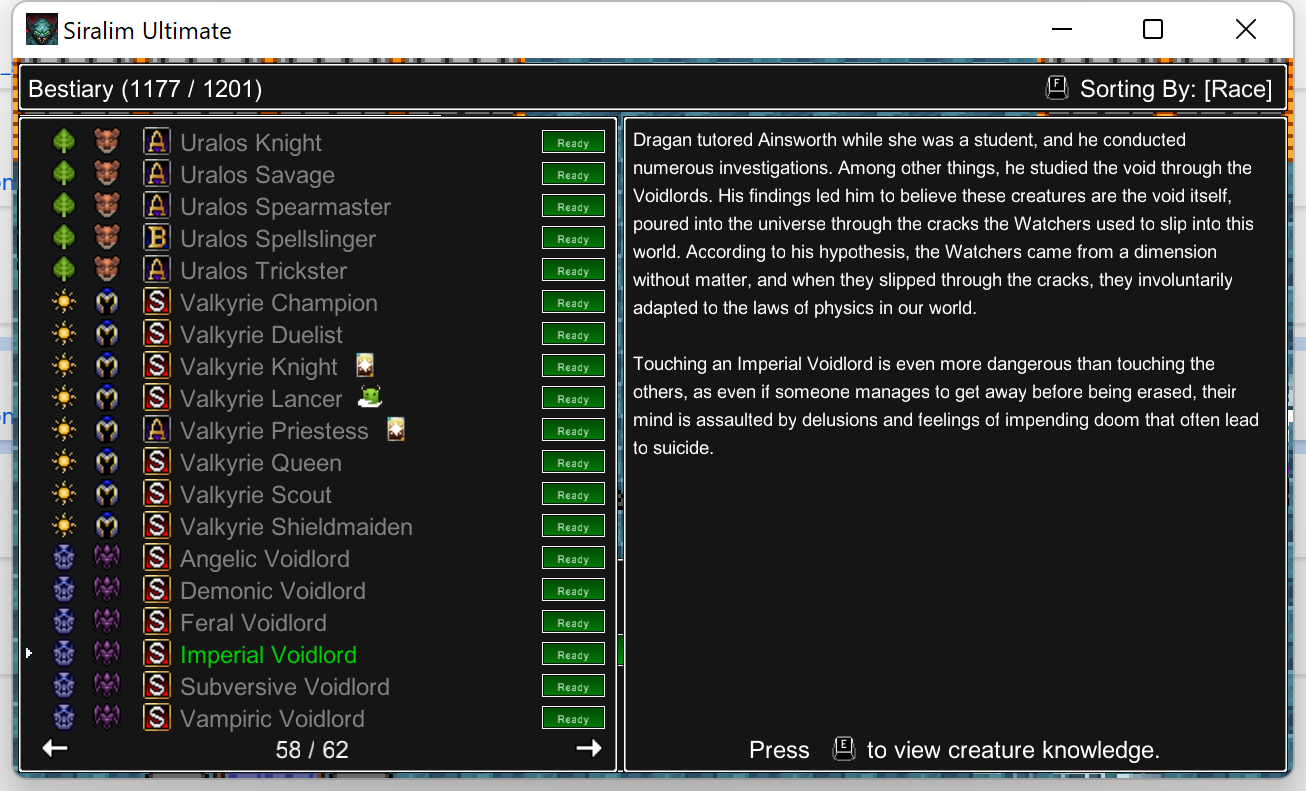 Siralim Ultimate
Bestiary (1177 / 1201)
F Sorting By: [Race]
A Uralos Knight Ready
A Uralos Savage Ready
A Uralos Spearmaster Ready
B Uralos Spellslinger Ready
A Uralos Trickster Ready
S Valkyrie Champion Ready
S Valkyrie Duelist Ready
S Valkyrie Knight Ready
S Valkyrie Lancer Ready
A Valkyrie Priestess Ready
S Valkyrie Queen Ready
S Valkyrie Scout Ready
S Valkyrie Shieldmaiden Ready
S Angelic Voidlord Ready
S Demonic Voidlord Ready
S Feral Voidlord Ready
S Imperial Voidlord Ready
S Subversive Voidlord Ready
S Vampiric Voidlord Ready
58 / 62
Dragan tutored Ainsworth while she was a student, and he conducted
numerous investigations. Among other things, he studied the void through the
Voidlords. His findings led him to believe these creatures are the void itself,
poured into the universe through the cracks the Watchers used to slip into this
world. According to his hypothesis, the Watchers came from a dimension
without matter, and when they slipped through the cracks, they involuntarily
adapted to the laws of physics in our world.
Touching an Imperial Voidlord is even more dangerous than touching the
others, as even if someone manages to get away before being erased, their
mind is assaulted by delusions and feelings of impending doom that often lead
to suicide.
Press E to view creature knowledge.